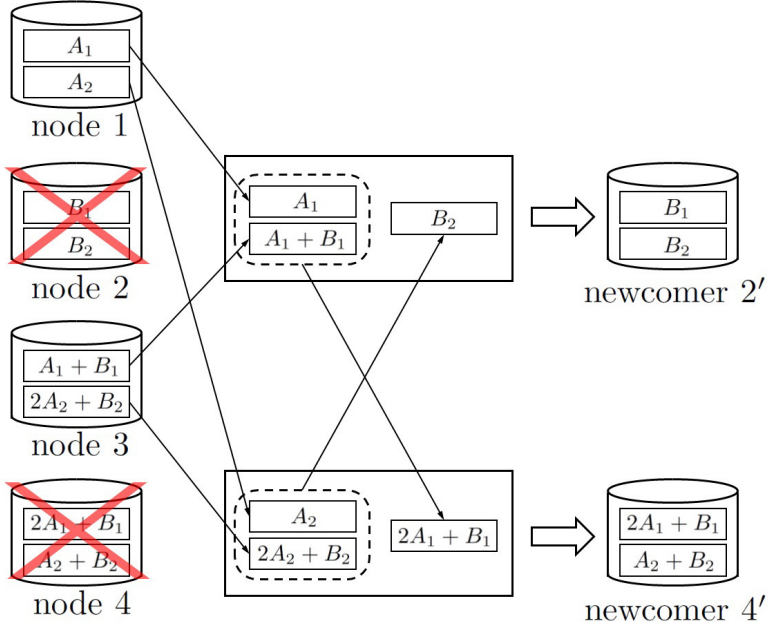 A₁
A₂
node 1
B₁
B₂
node 2
A₁ + B₁
2A₂ + B₂
node 3
2A₁ + B₁
A₂ + B₂
node 4
A₁
A₁ + B₁
B₂
A₂
2A₂ + B₂
2A₁ + B₁
B₁
B₂
newcomer 2′
2A₁ + B₁
A₂ + B₂
newcomer 4′